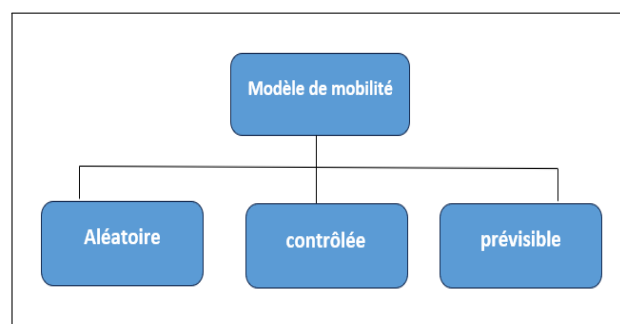 Modèle de mobilité
Aléatoire
contrôlée
prévisible